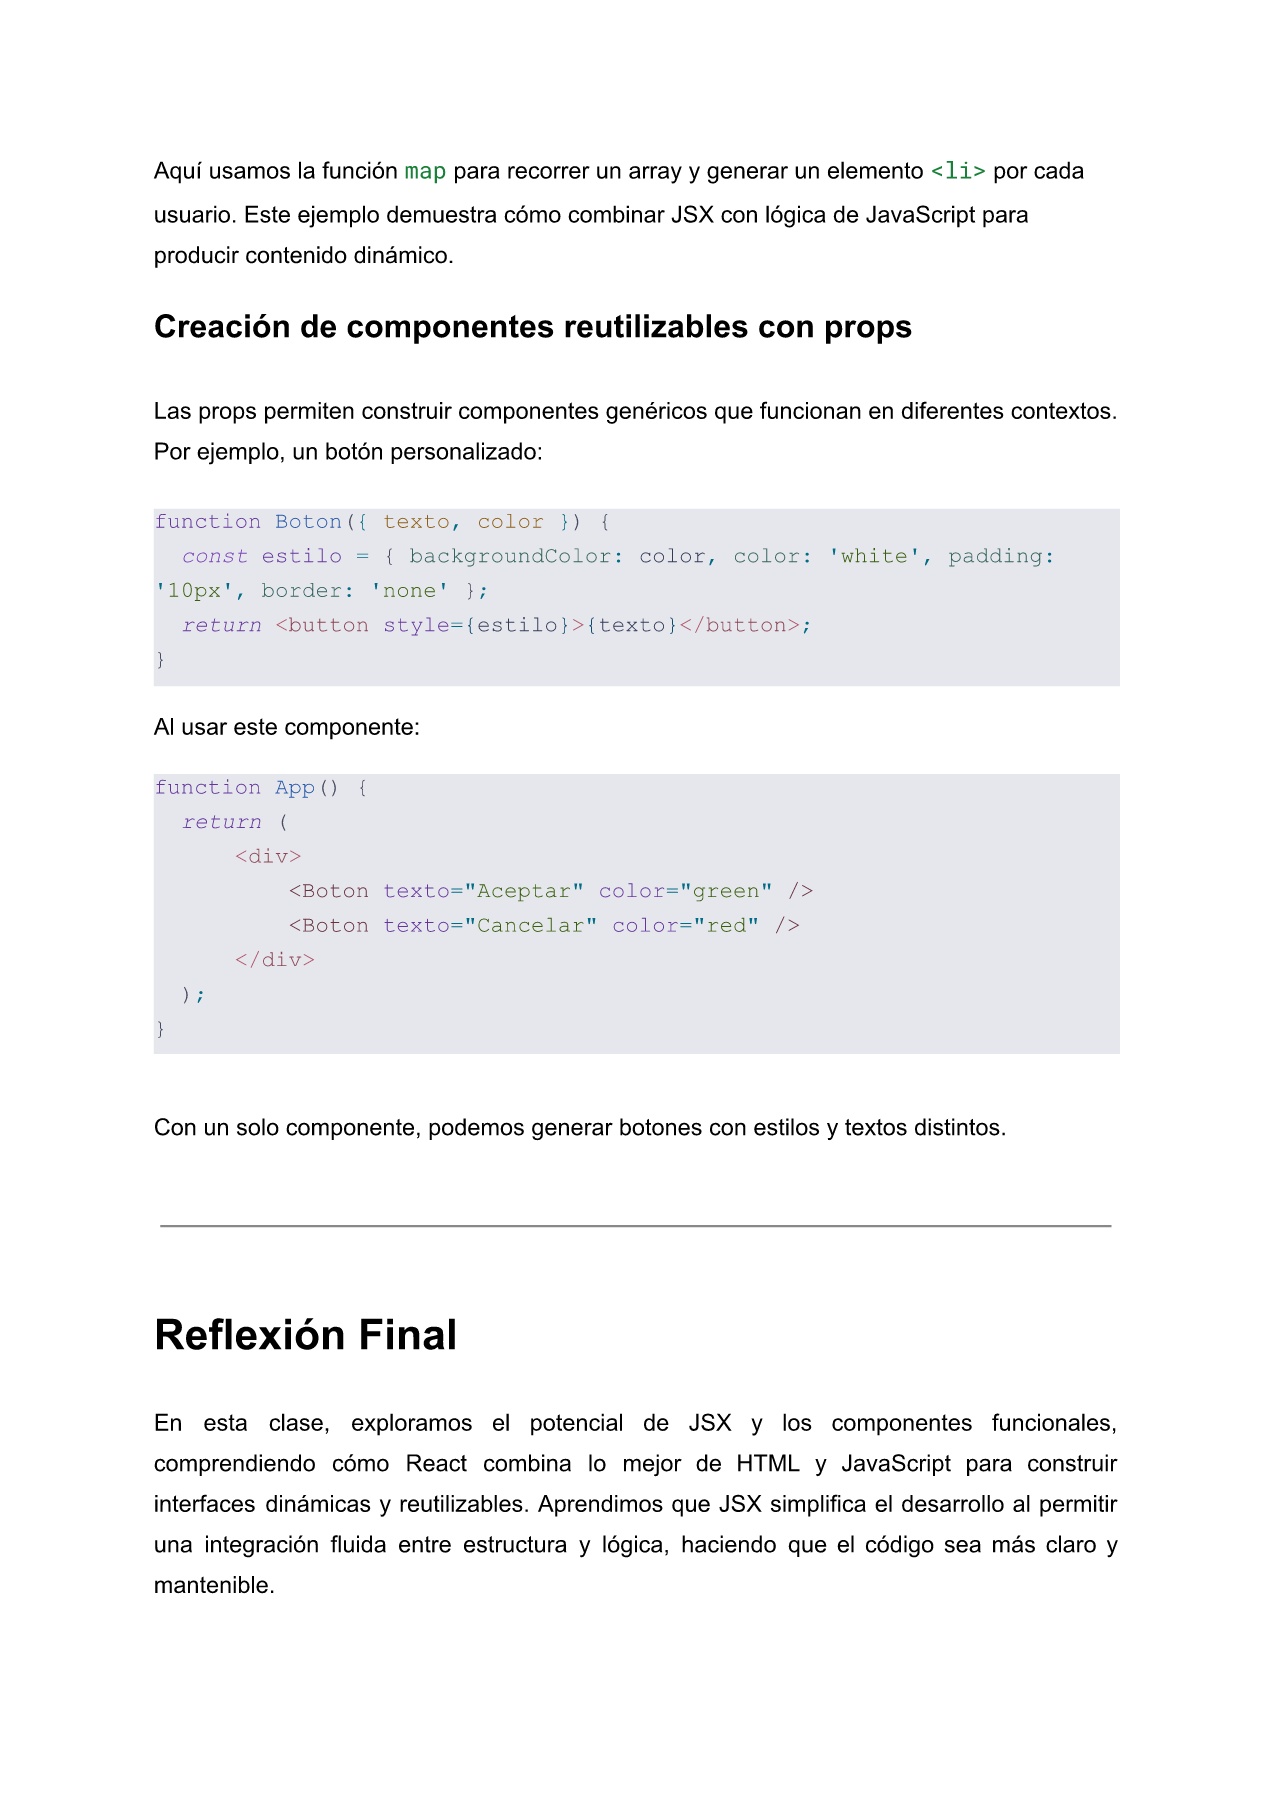 Aquí usamos la función map para recorrer un array y generar un elemento <li> por cada
usuario. Este ejemplo demuestra cómo combinar JSX con lógica de JavaScript para
producir contenido dinámico.
Creación de componentes reutilizables con props
Las props permiten construir componentes genéricos que funcionan en diferentes contextos.
Por ejemplo, un botón personalizado:
function Boton({ texto, color }) {
  const estilo = { backgroundColor: color, color: 'white', padding:
'10px', border: 'none' };
  return <button style={estilo}>{texto}</button>;
}
Al usar este componente:
function App() {
  return (
      <div>
          <Boton texto="Aceptar" color="green" />
          <Boton texto="Cancelar" color="red" />
      </div>
  );
}
Con un solo componente, podemos generar botones con estilos y textos distintos.
Reflexión Final
En esta clase, exploramos el potencial de JSX y los componentes funcionales,
comprendiendo cómo React combina lo mejor de HTML y JavaScript para construir
interfaces dinámicas y reutilizables. Aprendimos que JSX simplifica el desarrollo al permitir
una integración fluida entre estructura y lógica, haciendo que el código sea más claro y
mantenible.